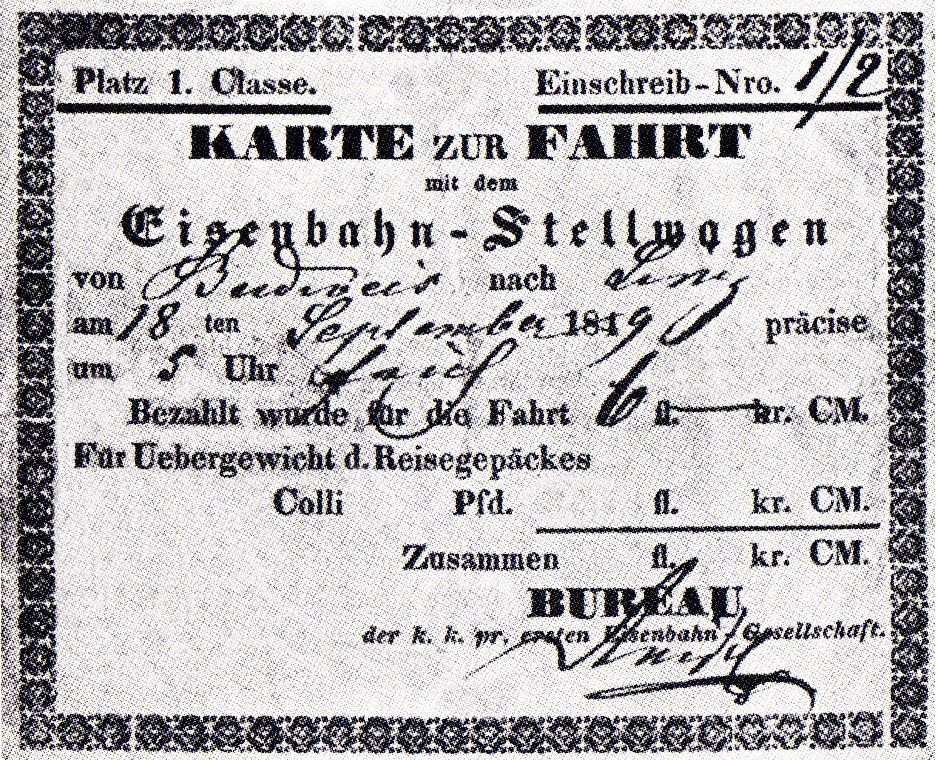 Platz 1. Classe. Einschreib-Nro. 1/2
KARTE ZUR FAHRT
mit dem
Eisenbahn-Stellwagen
von Budweis nach Linz
am 18 ten September 1849 präcise
um 5 Uhr früh
Bezahlt wurde für die Fahrt 6 fl. — kr. CM.
Für Uebergewicht d. Reisegepäckes
Colli Pfd. fl. kr. CM.
Zusammen fl. kr. CM.
BUREAU
der k. k. pr. ersten Eisenbahn-Gesellschaft.